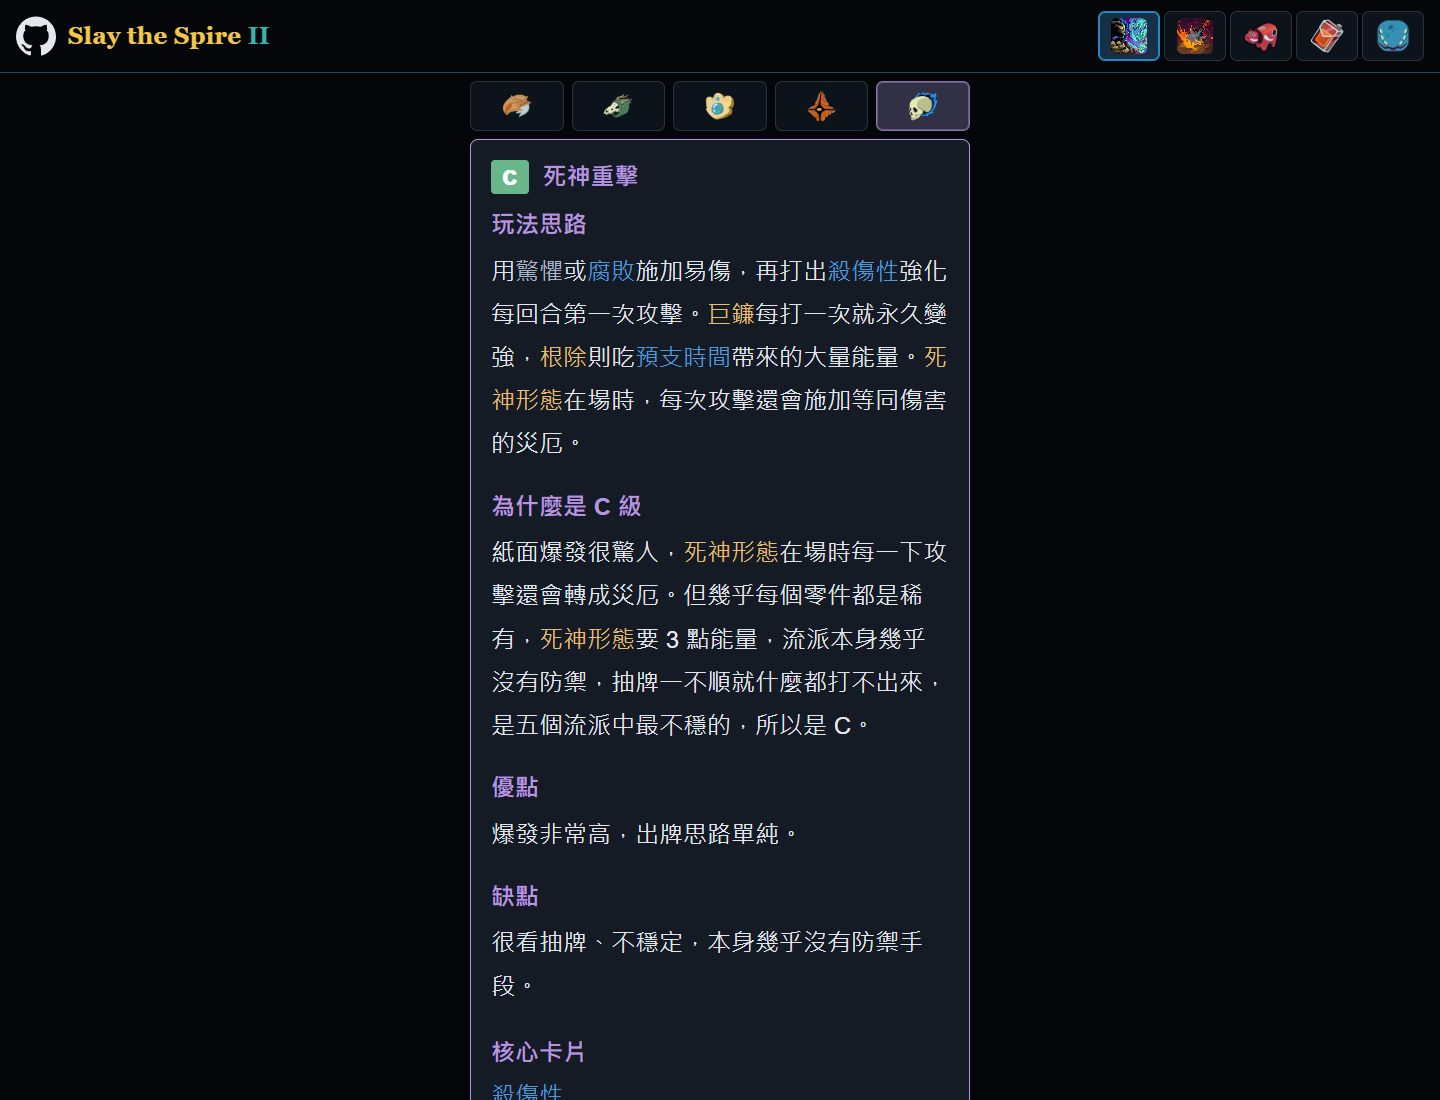 Slay the Spire II
C 死神重擊
玩法思路
用驚懼或腐敗施加易傷，再打出殺傷性強化
每回合第一次攻擊。巨鐮每打一次就永久變
強，根除則吃預支時間帶來的大量能量。死
神形態在場時，每次攻擊還會施加等同傷害
的災厄。
為什麼是 C 級
紙面爆發很驚人，死神形態在場時每一下攻
擊還會轉成災厄。但幾乎每個零件都是稀
有，死神形態要 3 點能量，流派本身幾乎
沒有防禦，抽牌一不順就什麼都打不出來，
是五個流派中最不穩的，所以是 C。
優點
爆發非常高，出牌思路單純。
缺點
很看抽牌、不穩定，本身幾乎沒有防禦手
段。
核心卡片
殺傷性